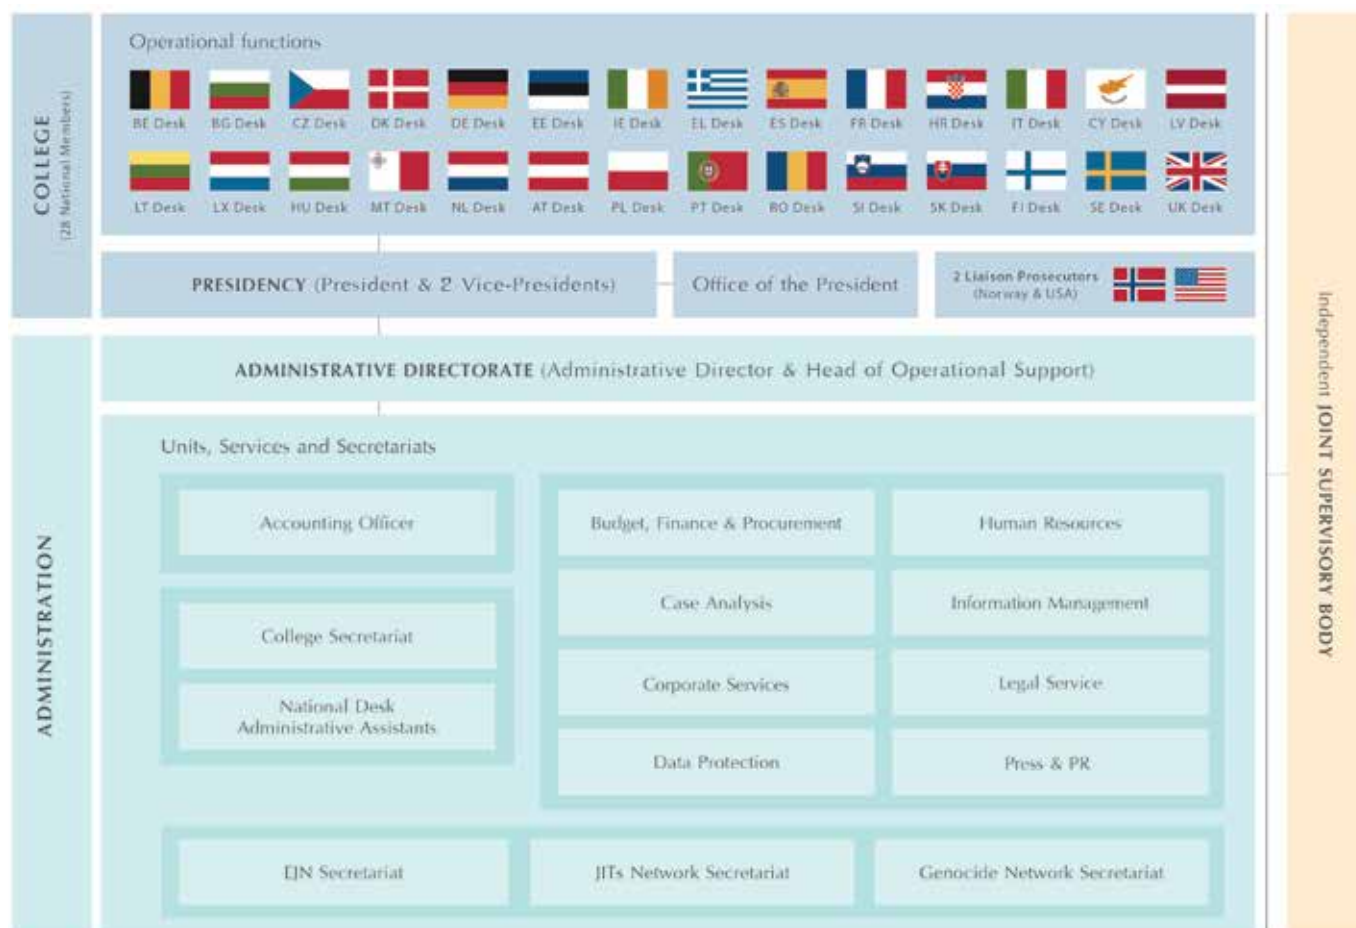 COLLEGE
(28 National Members)
Operational functions
BE Desk BG Desk CZ Desk DK Desk DE Desk EE Desk IE Desk EL Desk ES Desk FR Desk HR Desk IT Desk CY Desk LV Desk
LT Desk LX Desk HU Desk MT Desk NL Desk AT Desk PL Desk PT Desk RO Desk SI Desk SK Desk FI Desk SE Desk UK Desk
PRESIDENCY (President & 2 Vice-Presidents)
Office of the President
2 Liaison Prosecutors
(Norway & USA)
ADMINISTRATION
ADMINISTRATIVE DIRECTORATE (Administrative Director & Head of Operational Support)
Units, Services and Secretariats
Accounting Officer
College Secretariat
National Desk
Administrative Assistants
Budget, Finance & Procurement
Human Resources
Case Analysis
Information Management
Corporate Services
Legal Service
Data Protection
Press & PR
EJN Secretariat
JITs Network Secretariat
Genocide Network Secretariat
Independent JOINT SUPERVISORY BODY